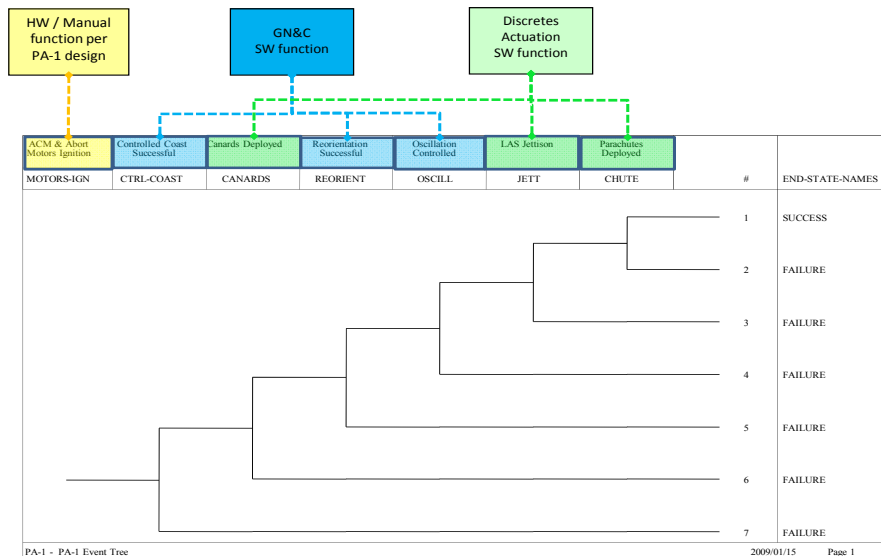 HW / Manual
function per
PA-1 design
GN&C
SW function
Discretes
Actuation
SW function
ACM & Abort
Motors Ignition
Controlled Coast
Successful
Canards Deployed
Reorientation
Successful
Oscillation
Controlled
LAS Jettison
Parachutes
Deployed
MOTORS-IGN CTRL-COAST CANARDS REORIENT OSCILL JETT CHUTE # END-STATE-NAMES
1 SUCCESS
2 FAILURE
3 FAILURE
4 FAILURE
5 FAILURE
6 FAILURE
7 FAILURE
PA-1 - PA-1 Event Tree 2009/01/15 Page 1